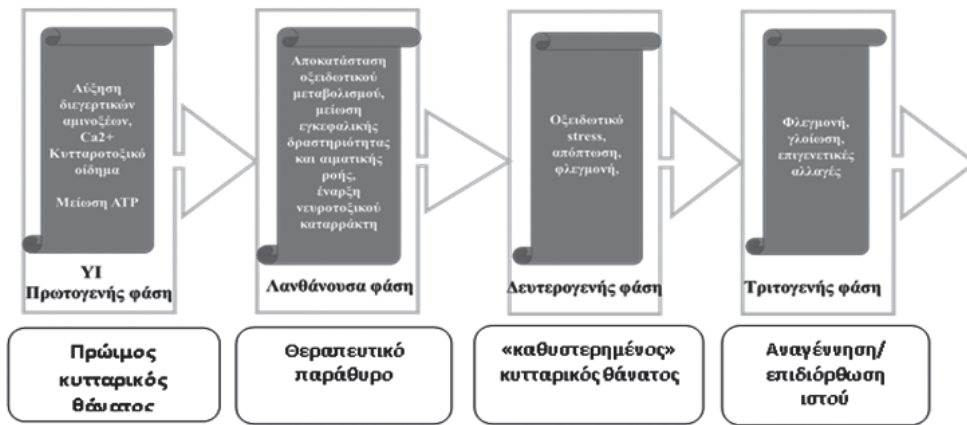 Αύξηση
διεγερτικών
αμινοξέων,
Ca2+
Κυτταροτοξικό
οίδημα
Μείωση ATP
ΥΙ
Πρωτογενής φάση
Πρώιμος
κυτταρικός
θάνατος
Αποκατάσταση
οξειδωτικού
μεταβολισμού,
μείωση
εγκεφαλικής
δραστηριότητας
και αιματικής
ροής,
έναρξη
νευροτοξικού
καταρράκτη
Λανθάνουσα φάση
Θεραπευτικό
παράθυρο
Οξειδωτικό
stress,
απόπτωση,
φλεγμονή,
Δευτερογενής φάση
«καθυστερημένος»
κυτταρικός θάνατος
Φλεγμονή,
γλοίωση,
επιγενετικές
αλλαγές
Τριτογενής φάση
Αναγέννηση/
επιδιόρθωση
ιστού